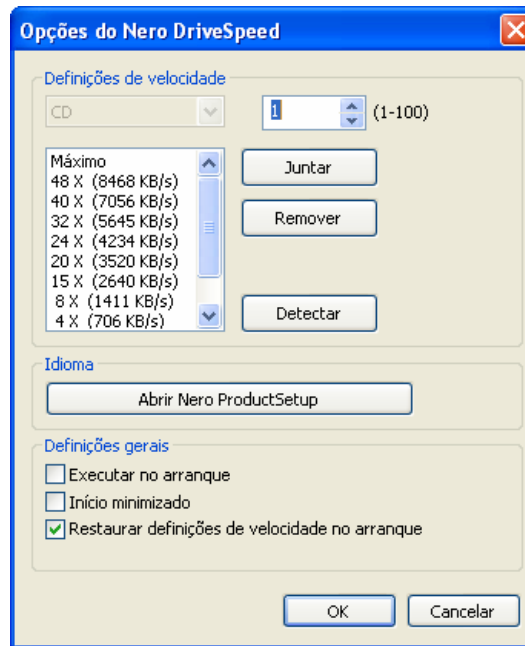 Opções do Nero DriveSpeed
Definições de velocidade
CD
1
(1-100)
Máximo
48 X (8468 KB/s)
40 X (7056 KB/s)
32 X (5645 KB/s)
24 X (4234 KB/s)
20 X (3520 KB/s)
15 X (2640 KB/s)
8 X (1411 KB/s)
4 X (706 KB/s)
Juntar
Remover
Detectar
Idioma
Abrir Nero ProductSetup
Definições gerais
Executar no arranque
Início minimizado
Restaurar definições de velocidade no arranque
OK
Cancelar